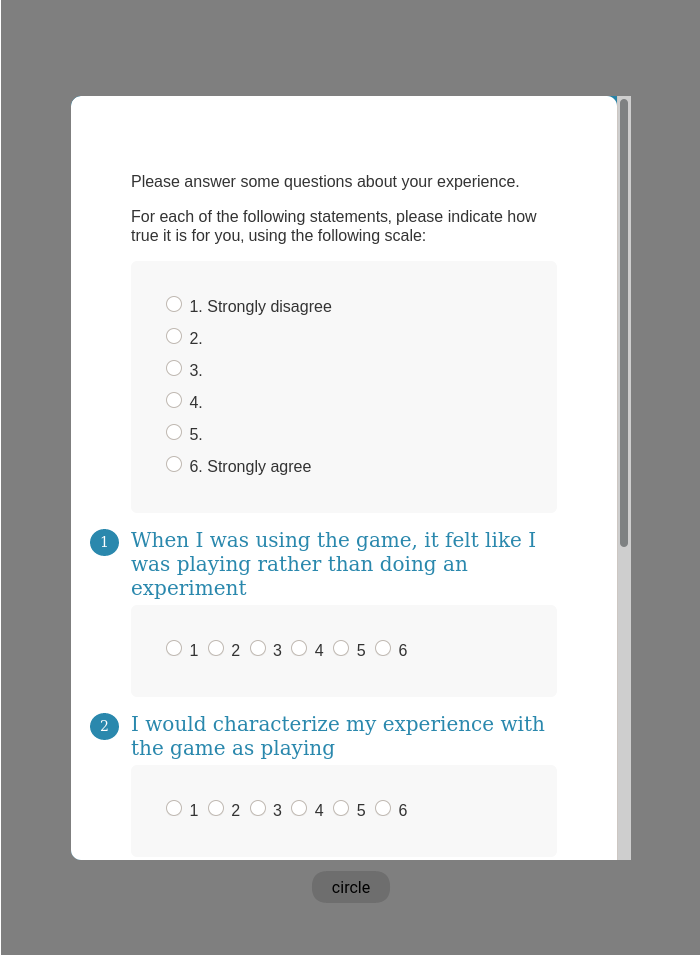 Please answer some questions about your experience.
For each of the following statements, please indicate how
true it is for you, using the following scale:
1. Strongly disagree
2.
3.
4.
5.
6. Strongly agree
1 When I was using the game, it felt like I
was playing rather than doing an
experiment
1 2 3 4 5 6
2 I would characterize my experience with
the game as playing
1 2 3 4 5 6
circle